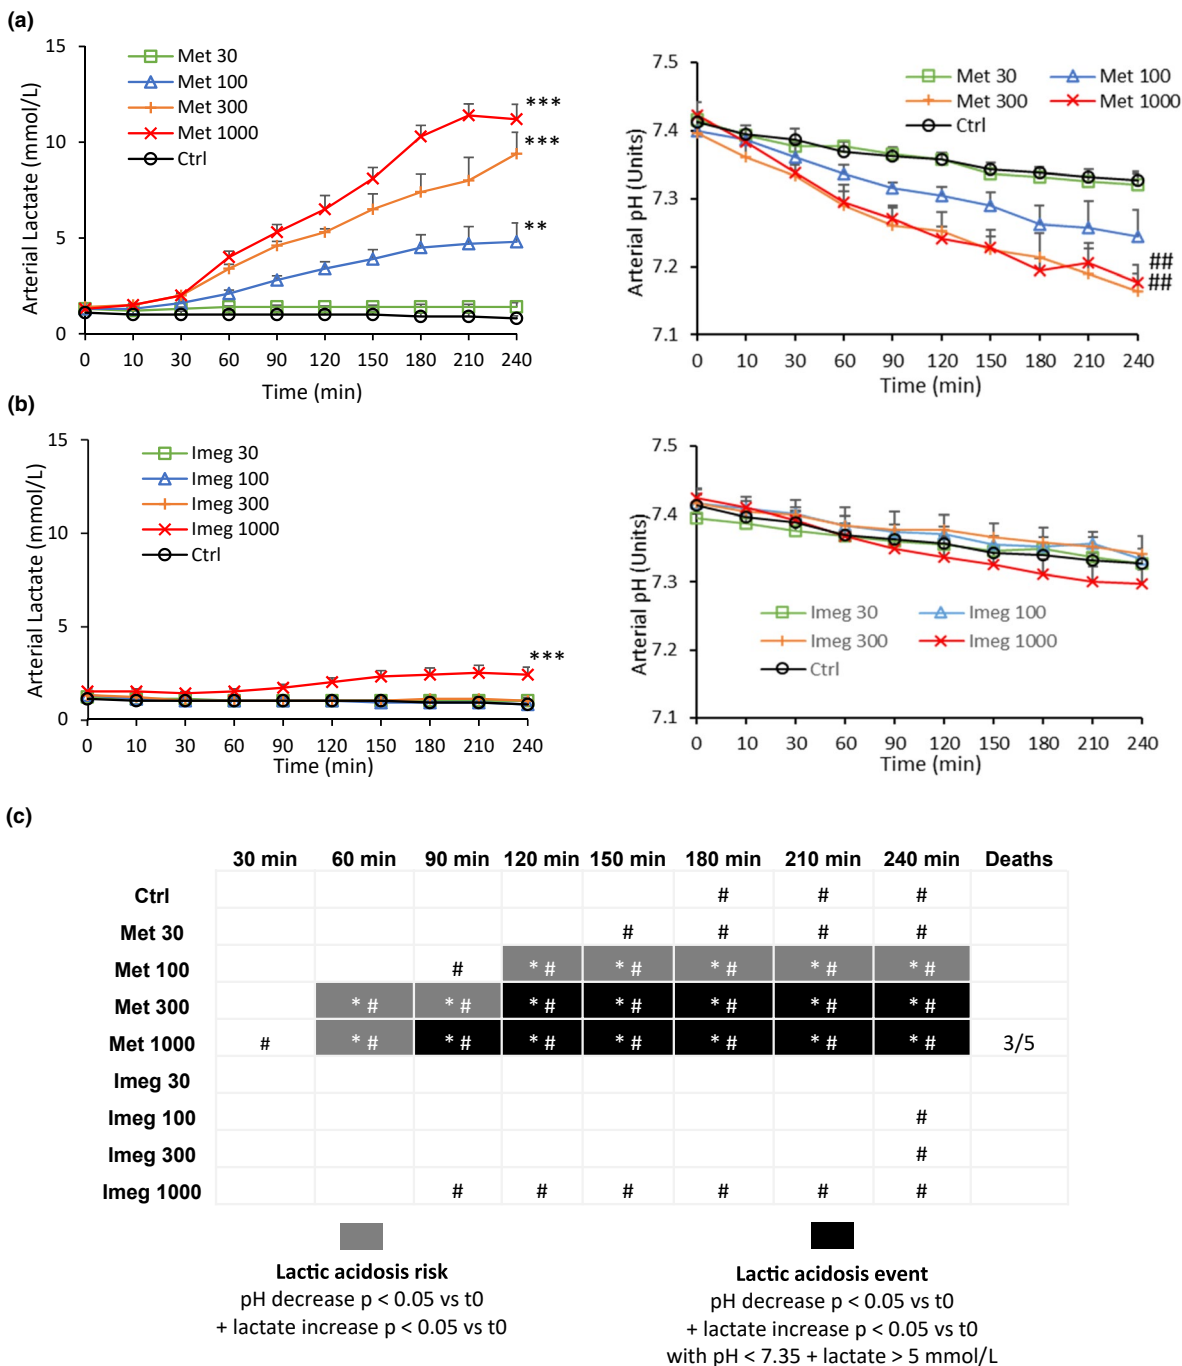 (a)
15
10
5
0
Arterial Lactate (mmol/L)
Met 30
Met 100
Met 300
Met 1000
Ctrl
***
***
**
0 10 30 60 90 120 150 180 210 240
Time (min)
7.5
7.4
7.3
7.2
7.1
Arterial pH (Units)
Met 30 Met 100
Met 300 Met 1000
Ctrl
##
##
0 10 30 60 90 120 150 180 210 240
Time (min)
(b)
15
10
5
0
Arterial Lactate (mmol/L)
Imeg 30
Imeg 100
Imeg 300
Imeg 1000
Ctrl
***
0 10 30 60 90 120 150 180 210 240
Time (min)
7.5
7.4
7.3
7.2
7.1
Arterial pH (Units)
Imeg 30 Imeg 100
Imeg 300 Imeg 1000
Ctrl
0 10 30 60 90 120 150 180 210 240
Time (min)
(c)
30 min 60 min 90 min 120 min 150 min 180 min 210 min 240 min Deaths
Ctrl # # #
Met 30 # # # #
Met 100 # * # * # * # * # * #
Met 300 * # * # * # * # * # * # * #
Met 1000 # * # * # * # * # * # * # * # 3/5
Imeg 30
Imeg 100 #
Imeg 300 #
Imeg 1000 # # # # # #
Lactic acidosis risk
pH decrease p < 0.05 vs t0
+ lactate increase p < 0.05 vs t0
Lactic acidosis event
pH decrease p < 0.05 vs t0
+ lactate increase p < 0.05 vs t0
with pH < 7.35 + lactate > 5 mmol/L